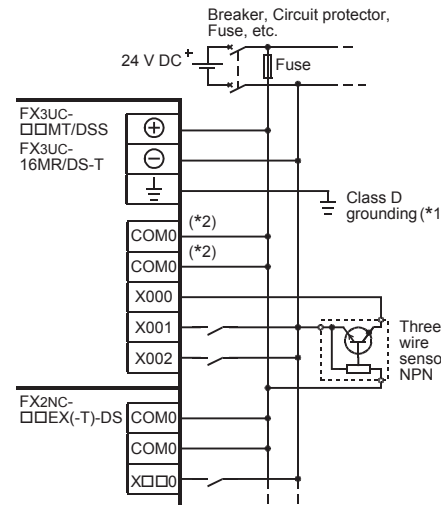 Breaker, Circuit protector,
Fuse, etc.
24 V DC
+
Fuse
FX3UC-
□□MT/DSS
FX3UC-
16MR/DS-T
+
−
Class D
grounding (*1
COM0
(*2)
COM0
(*2)
X000
X001
X002
Three
wire
senso
NPN
FX2NC-
□□EX(-T)-DS
COM0
COM0
X□□0